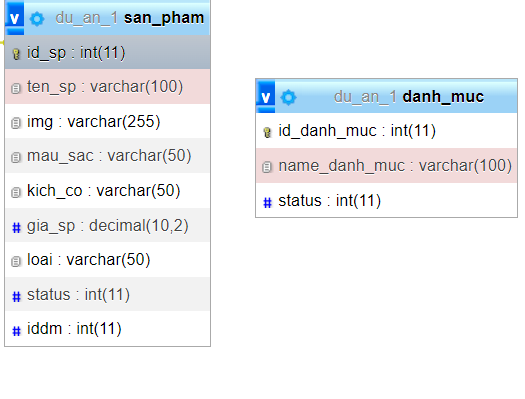 v du_an_1 san_pham
id_sp : int(11)
ten_sp : varchar(100)
img : varchar(255)
mau_sac : varchar(50)
kich_co : varchar(50)
# gia_sp : decimal(10,2)
loai : varchar(50)
# status : int(11)
# iddm : int(11)
v du_an_1 danh_muc
id_danh_muc : int(11)
name_danh_muc : varchar(100)
# status : int(11)